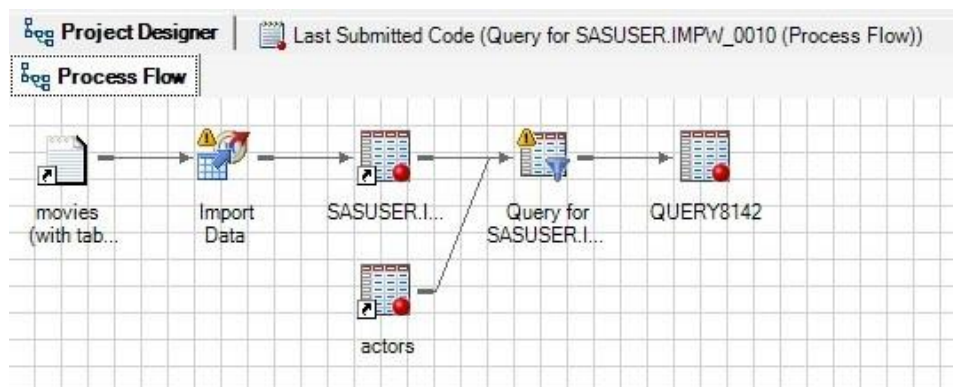 Project Designer
Last Submitted Code (Query for SASUSER.IMPW_0010 (Process Flow))
Process Flow
movies
(with tab...
Import
Data
SASUSER.I...
Query for
SASUSER.I...
QUERY8142
actors